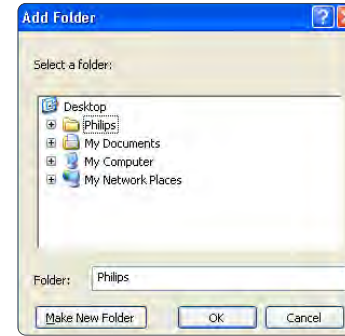 Add Folder
Select a folder:
Desktop
Philips
My Documents
My Computer
My Network Places
Folder: Philips
Make New Folder OK Cancel